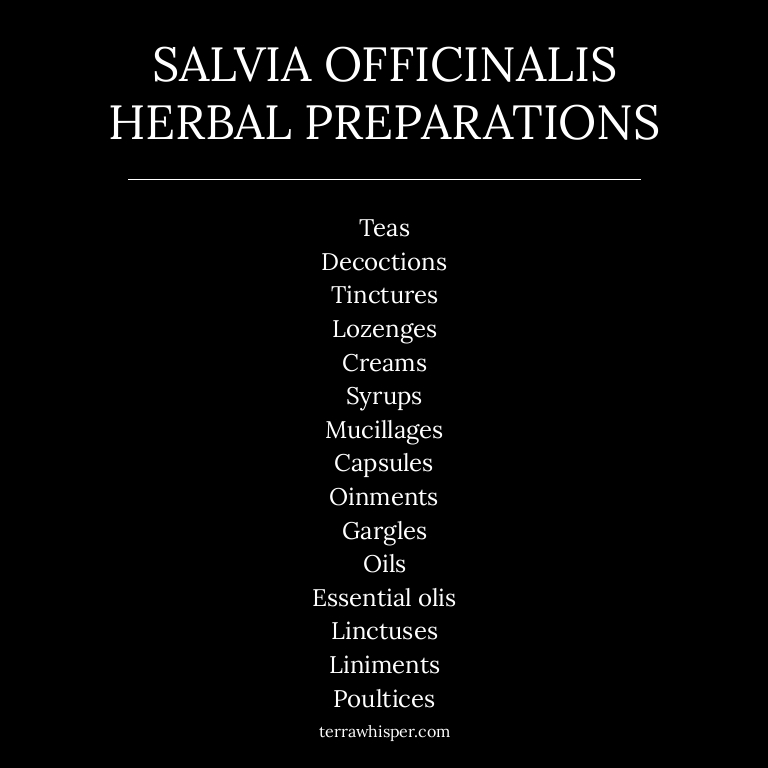 SALVIA OFFICINALIS
HERBAL PREPARATIONS
Teas
Decoctions
Tinctures
Lozenges
Creams
Syrups
Mucillages
Capsules
Oinments
Gargles
Oils
Essential olis
Linctuses
Liniments
Poultices
terrawhisper.com